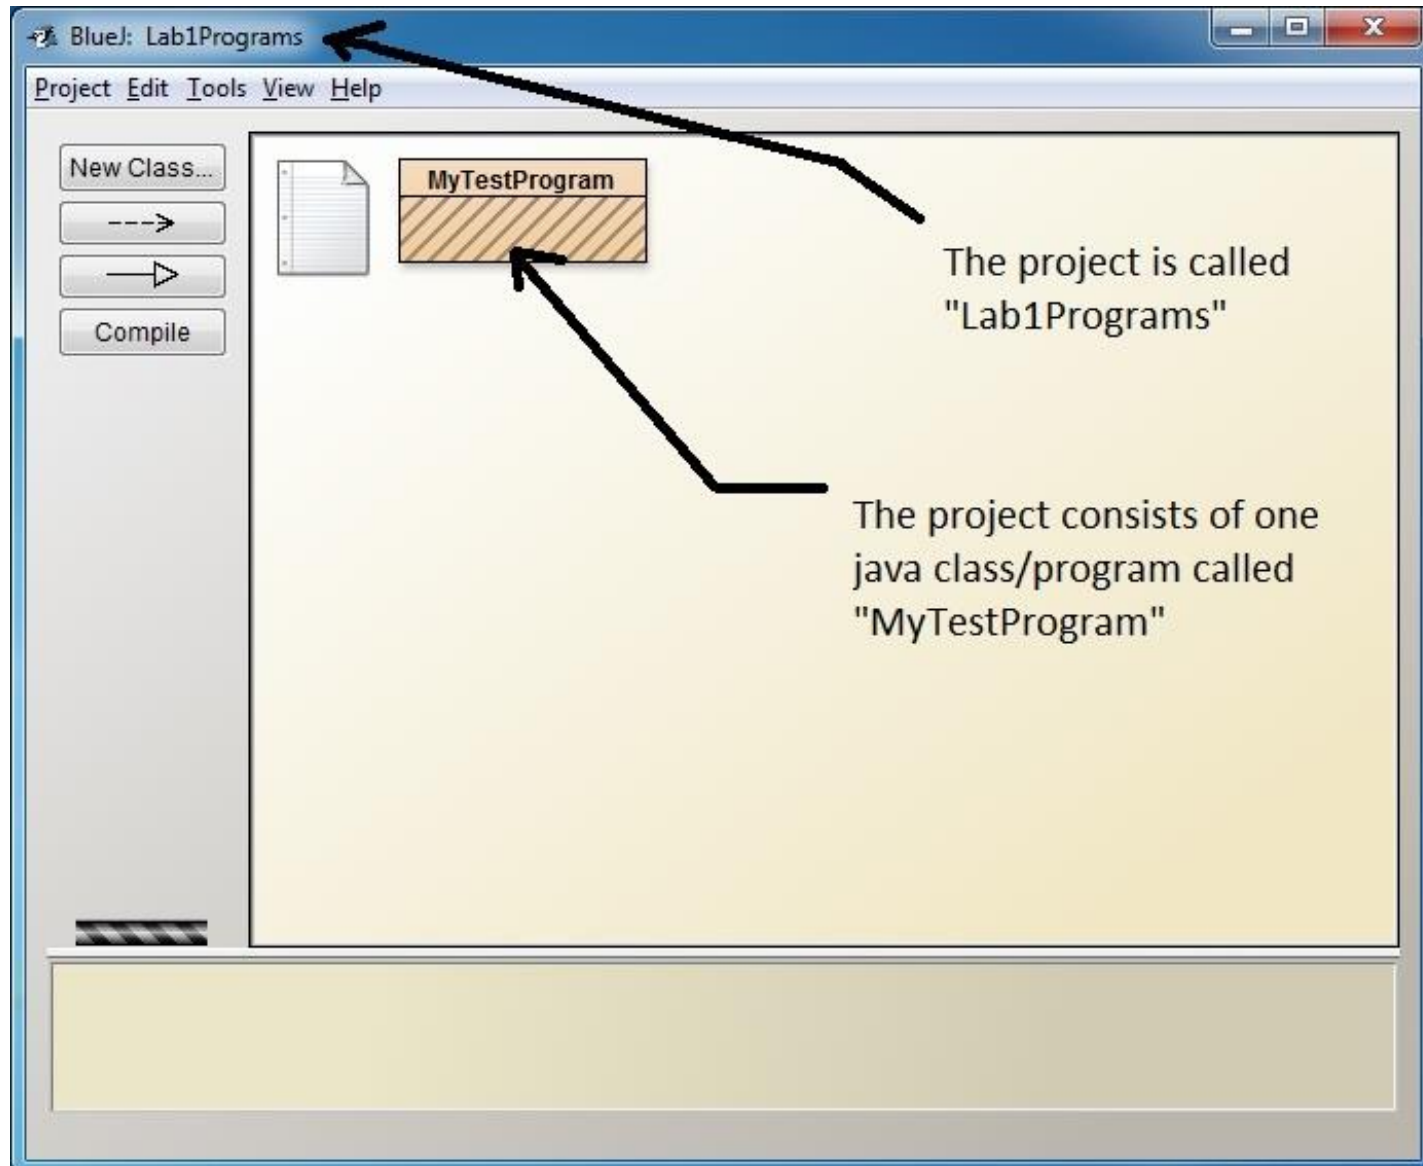 BlueJ: Lab1Programs
Project Edit Tools View Help
New Class...
MyTestProgram
Compile
The project is called
"Lab1Programs"
The project consists of one
java class/program called
"MyTestProgram"